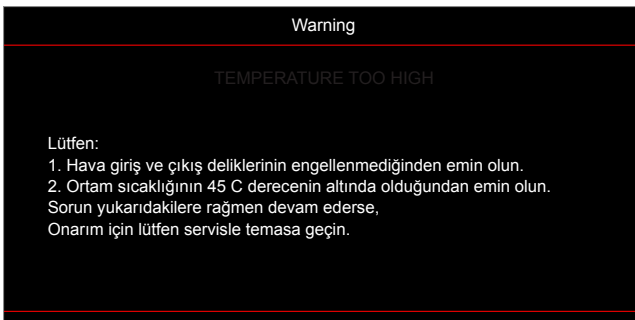 Warning
TEMPERATURE TOO HIGH
Lütfen:
1. Hava giriş ve çıkış deliklerinin engellenmediğinden emin olun.
2. Ortam sıcaklığının 45 C derecenin altında olduğundan emin olun.
Sorun yukarıdakilere rağmen devam ederse,
Onarım için lütfen servisle temasa geçin.